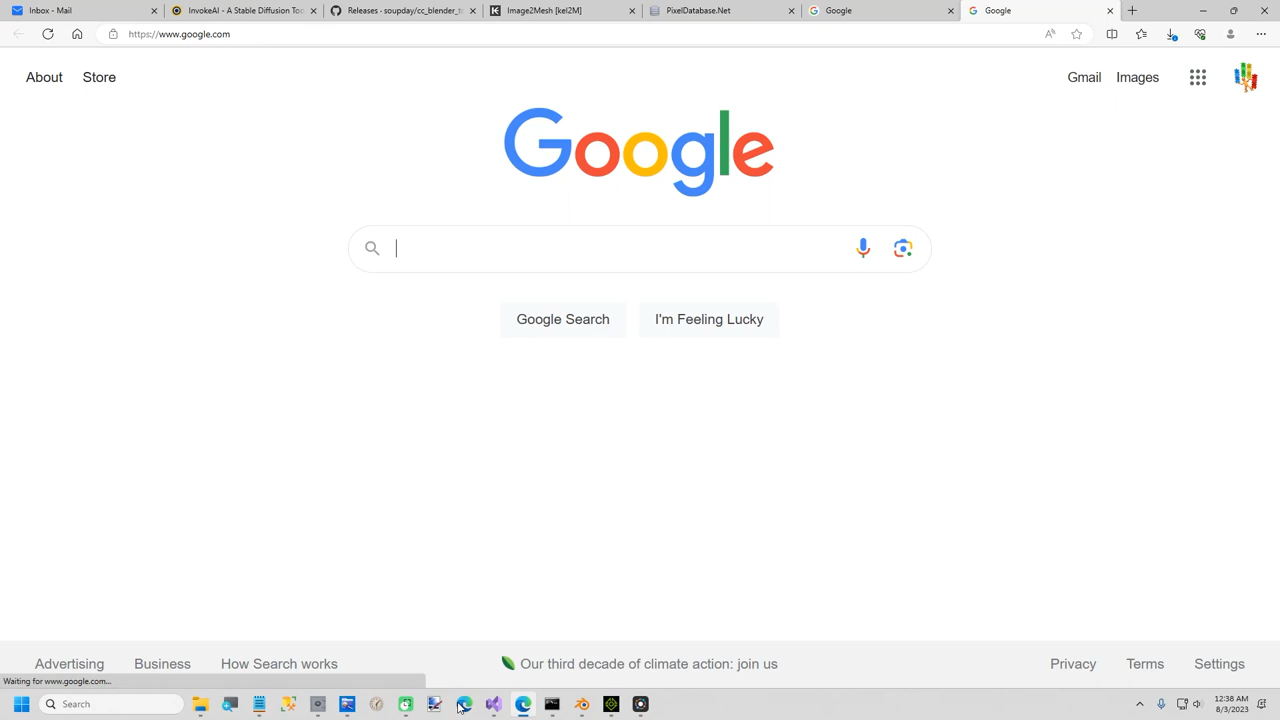 Inbox - Mail
InvokeAI - A Stable Diffusion Too
Releases - soupday/cc_blender_t
Image2Mesh [kel2M]
PixelDatabase.Net
Google
Google
https://www.google.com
About Store
Gmail Images
Google
Google Search I'm Feeling Lucky
Our third decade of climate action: join us
Advertising Business How Search works
Privacy Terms Settings
Waiting for www.google.com...
Search
12:38 AM
8/3/2023